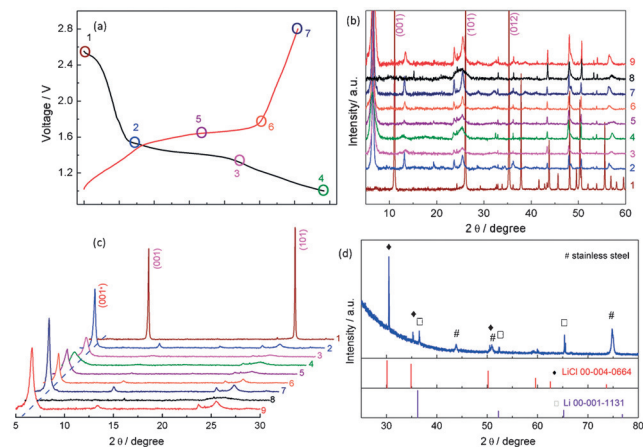 (a)
Voltage / V
2.8
2.4
2.0
1.6
1.2
1
2
3
4
5
6
7
(b)
Intensity/ a.u.
(001)
(101)
(012)
9
8
7
6
5
4
3
2
1
10 20 30 40 50 60
2 θ / degree
(c)
(001*)
(001)
(101)
1
2
3
4
5
6
7
8
9
5 10 15 20 25 30
2 θ / degree
(d)
# stainless steel
Intensity / a.u.
♦
♦
□
#
♦
#
□
□
#
♦ LiCl 00-004-0664
□ Li 00-001-1131
20 30 40 50 60 70 80
2 θ / degree